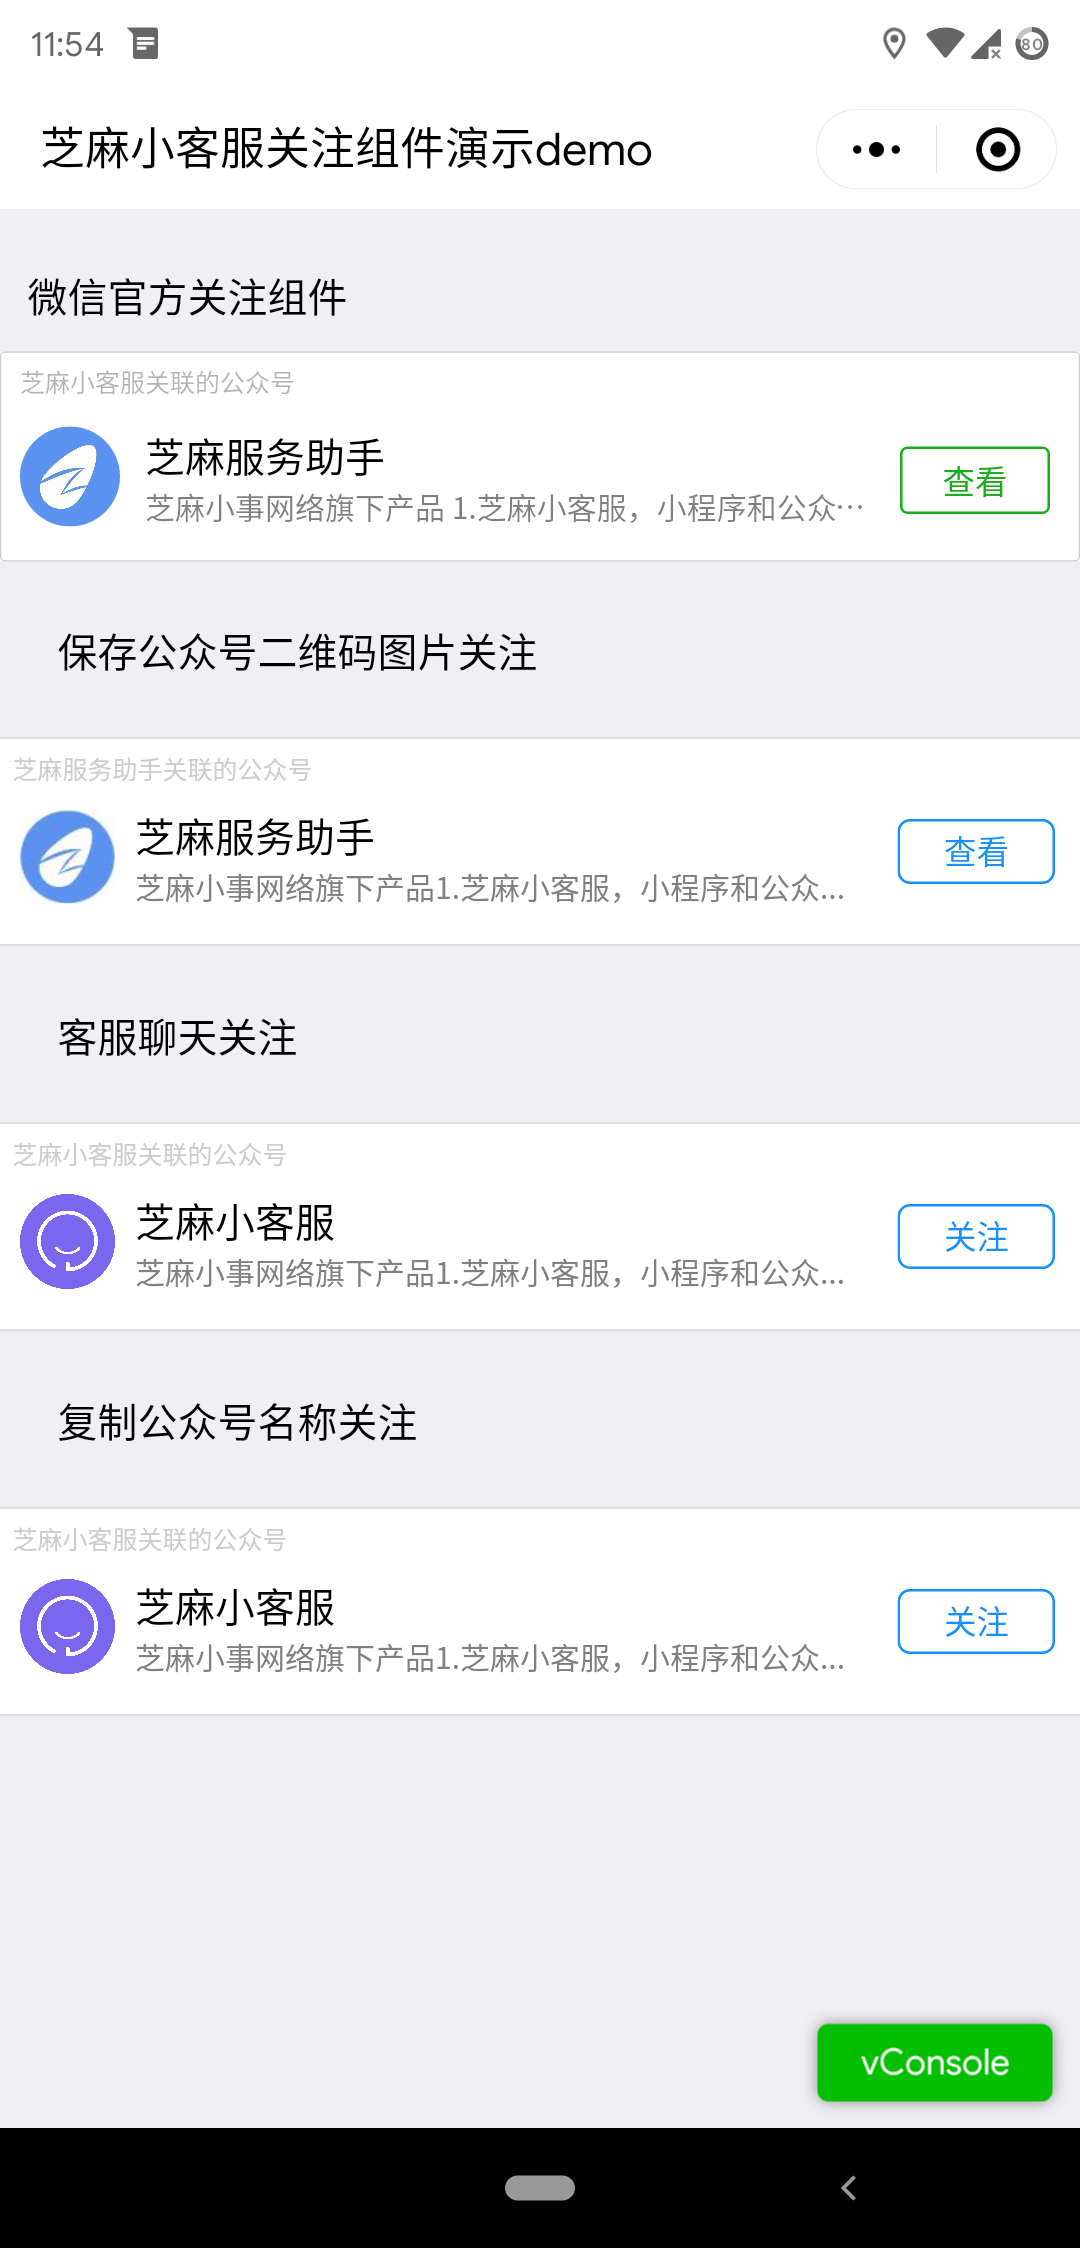 11:54
80
芝麻小客服关注组件演示demo
微信官方关注组件
芝麻小客服关联的公众号
芝麻服务助手
芝麻小事网络旗下产品 1.芝麻小客服，小程序和公众…
查看
保存公众号二维码图片关注
芝麻服务助手关联的公众号
芝麻服务助手
芝麻小事网络旗下产品1.芝麻小客服，小程序和公众...
查看
客服聊天关注
芝麻小客服关联的公众号
芝麻小客服
芝麻小事网络旗下产品1.芝麻小客服，小程序和公众...
关注
复制公众号名称关注
芝麻小客服关联的公众号
芝麻小客服
芝麻小事网络旗下产品1.芝麻小客服，小程序和公众...
关注
vConsole